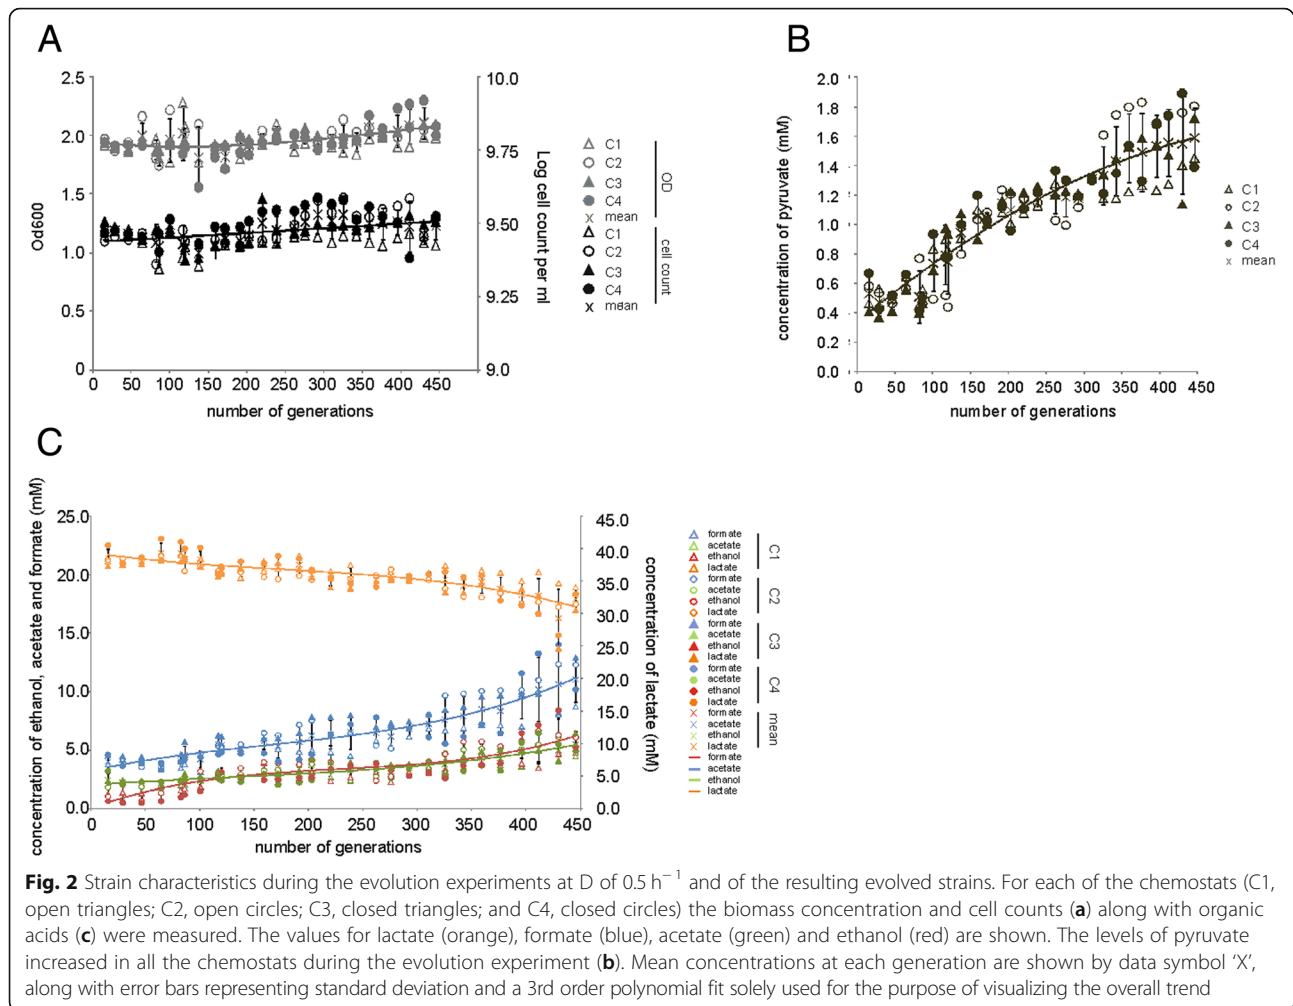 A
Od600
2.5
2.0
1.5
1.0
0.5
0
10.0
9.75
9.50
9.25
9.0
Log cell count per ml
0 50 100 150 200 250 300 350 400 450
number of generations
C1
C2
C3
C4
mean
OD
C1
C2
C3
C4
mean
cell count
B
concentration of pyruvate (mM)
2.0
1.8
1.6
1.4
1.2
1.0
0.8
0.6
0.4
0.2
0.0
0 50 100 150 200 250 300 350 400 450
number of generations
C1
C2
C3
C4
mean
C
concentration of ethanol, acetate and formate (mM)
25.0
20.0
15.0
10.0
5.0
0.0
45.0
40.0
35.0
30.0
25.0
20.0
15.0
10.0
5.0
0.0
concentration of lactate (mM)
0 50 100 150 200 250 300 350 400 450
number of generations
formate
acetate
ethanol
lactate
C1
formate
acetate
ethanol
lactate
C2
formate
acetate
ethanol
lactate
C3
formate
acetate
ethanol
lactate
C4
formate
acetate
ethanol
lactate
mean
formate
acetate
ethanol
lactate
Fig. 2 Strain characteristics during the evolution experiments at D of 0.5 h⁻¹ and of the resulting evolved strains. For each of the chemostats (C1,
open triangles; C2, open circles; C3, closed triangles; and C4, closed circles) the biomass concentration and cell counts (a) along with organic
acids (c) were measured. The values for lactate (orange), formate (blue), acetate (green) and ethanol (red) are shown. The levels of pyruvate
increased in all the chemostats during the evolution experiment (b). Mean concentrations at each generation are shown by data symbol ‘X’,
along with error bars representing standard deviation and a 3rd order polynomial fit solely used for the purpose of visualizing the overall trend